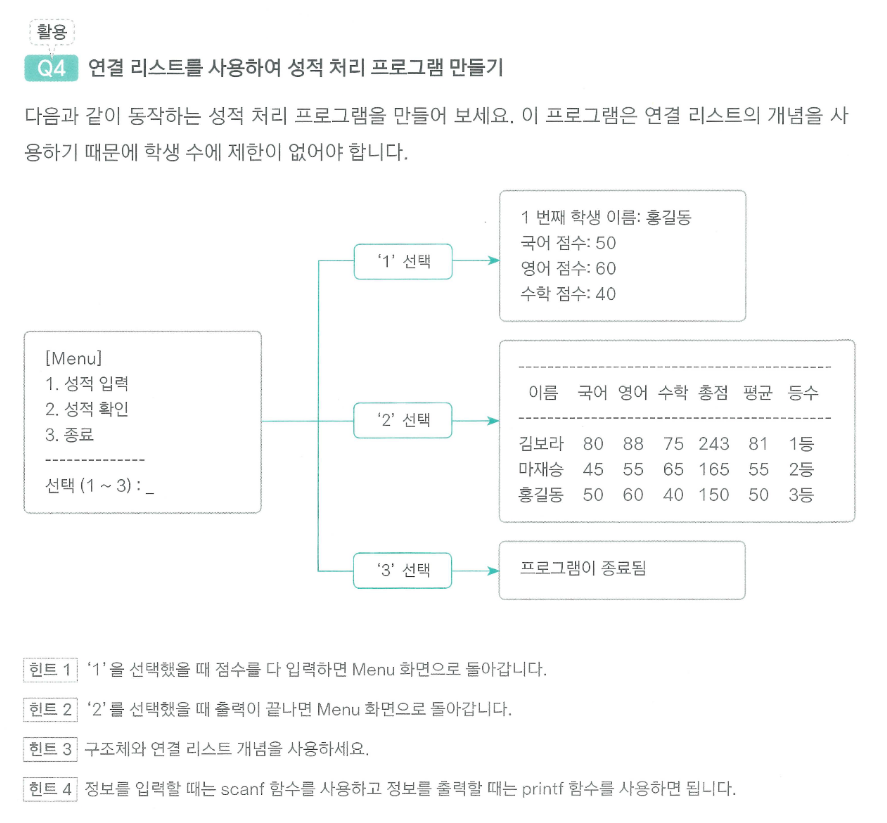 활용
Q4 연결 리스트를 사용하여 성적 처리 프로그램 만들기
다음과 같이 동작하는 성적 처리 프로그램을 만들어 보세요. 이 프로그램은 연결 리스트의 개념을 사
용하기 때문에 학생 수에 제한이 없어야 합니다.
[Menu]
1. 성적 입력
2. 성적 확인
3. 종료
--------------
선택 (1 ~ 3) : _
‘1’ 선택
1 번째 학생 이름: 홍길동
국어 점수: 50
영어 점수: 60
수학 점수: 40
‘2’ 선택
--------------------------------------------
이름 국어 영어 수학 총점 평균 등수
--------------------------------------------
김보라 80 88 75 243 81 1등
마재승 45 55 65 165 55 2등
홍길동 50 60 40 150 50 3등
‘3’ 선택
프로그램이 종료됨
힌트 1 ‘1’을 선택했을 때 점수를 다 입력하면 Menu 화면으로 돌아갑니다.
힌트 2 ‘2’를 선택했을 때 출력이 끝나면 Menu 화면으로 돌아갑니다.
힌트 3 구조체와 연결 리스트 개념을 사용하세요.
힌트 4 정보를 입력할 때는 scanf 함수를 사용하고 정보를 출력할 때는 printf 함수를 사용하면 됩니다.